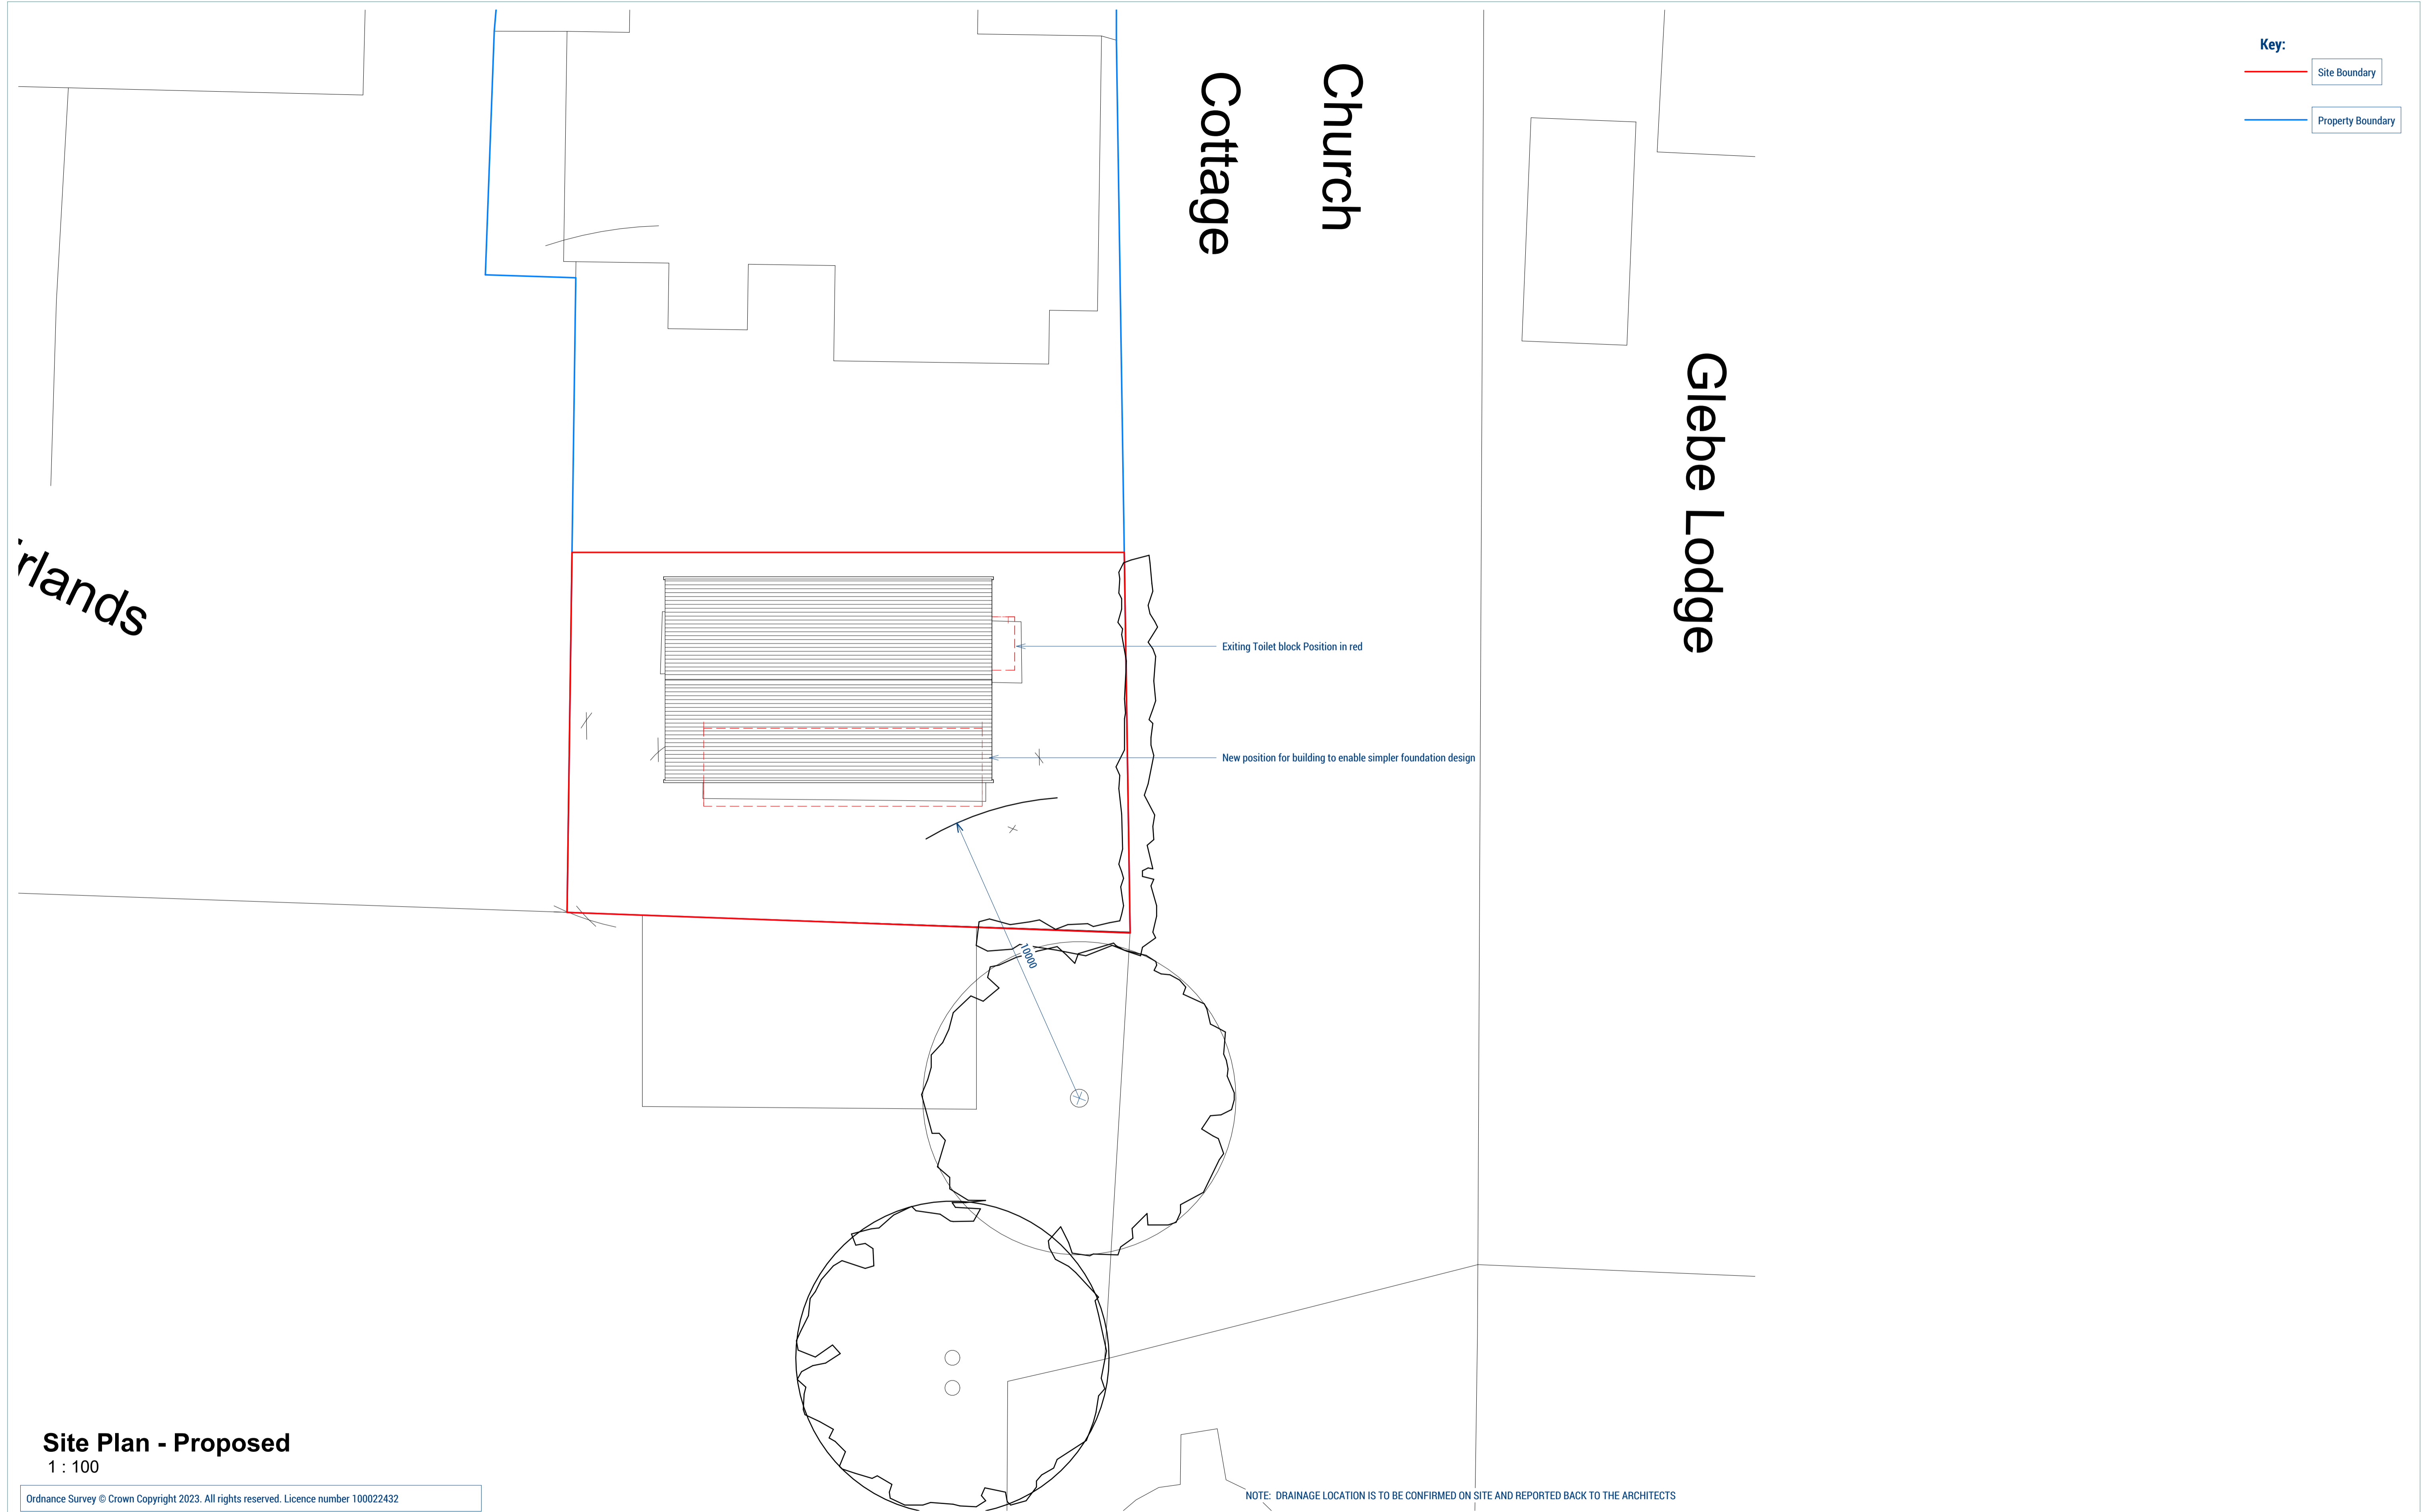 Key:
Site Boundary
Property Boundary
Church
Cottage
Glebe Lodge
rlands
Exiting Toilet block Position in red
New position for building to enable simpler foundation design
10000
Site Plan - Proposed
1 : 100
Ordnance Survey © Crown Copyright 2023. All rights reserved. Licence number 100022432
NOTE: DRAINAGE LOCATION IS TO BE CONFIRMED ON SITE AND REPORTED BACK TO THE ARCHITECTS